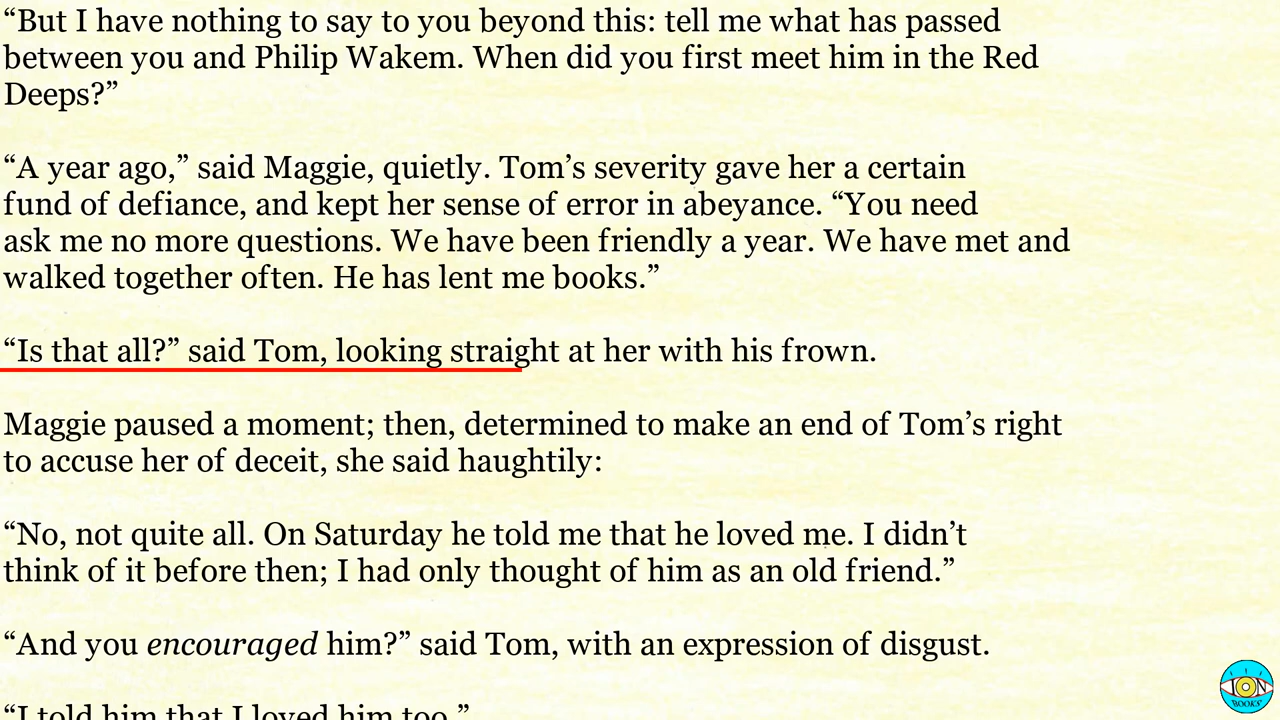 “But I have nothing to say to you beyond this: tell me what has passed
between you and Philip Wakem. When did you first meet him in the Red
Deeps?”
“A year ago,” said Maggie, quietly. Tom’s severity gave her a certain
fund of defiance, and kept her sense of error in abeyance. “You need
ask me no more questions. We have been friendly a year. We have met and
walked together often. He has lent me books.”
“Is that all?” said Tom, looking straight at her with his frown.
Maggie paused a moment; then, determined to make an end of Tom’s right
to accuse her of deceit, she said haughtily:
“No, not quite all. On Saturday he told me that he loved me. I didn’t
think of it before then; I had only thought of him as an old friend.”
“And you encouraged him?” said Tom, with an expression of disgust.
“I told him that I loved him too.”
ION
BOOKS